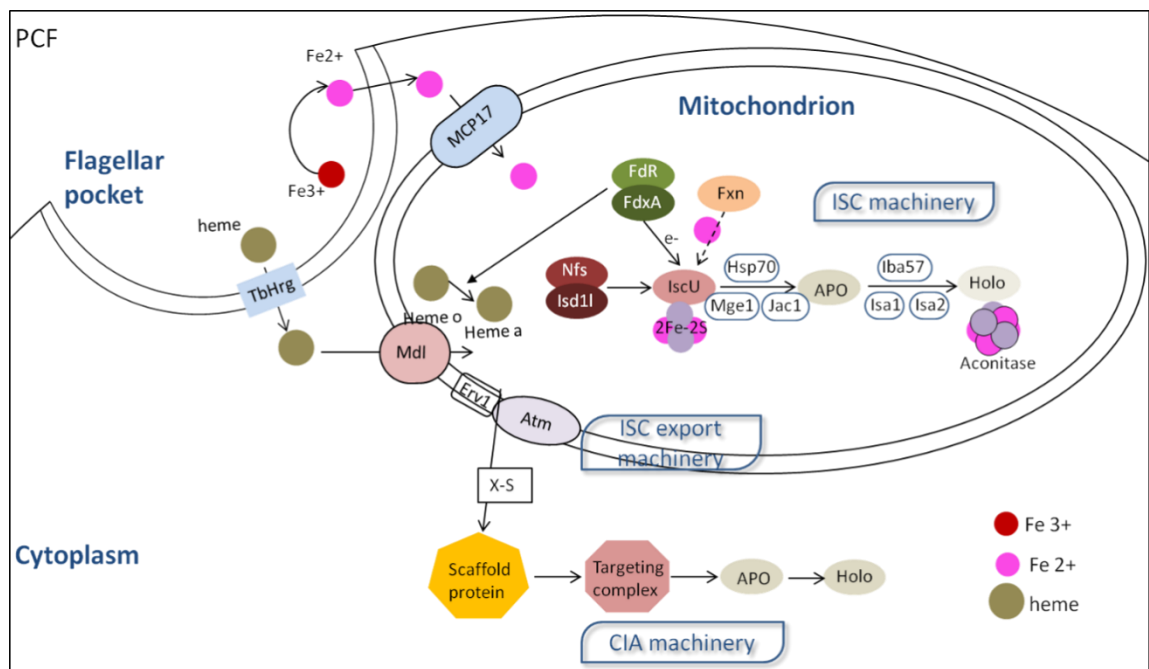 PCF
Fe2+
Flagellar
pocket
Fe3+
heme
TbHrg
MCP17
Mitochondrion
FdR
FdxA
Fxn
ISC machinery
e-
Nfs
Isd1l
IscU
2Fe-2S
Hsp70
Mge1
Jac1
APO
Iba57
Isa1
Isa2
Holo
Aconitase
Heme o
Heme a
Mdl
Erv1
Atm
ISC export
machinery
X-S
Cytoplasm
Scaffold
protein
Targeting
complex
APO
Holo
CIA machinery
Fe 3+
Fe 2+
heme